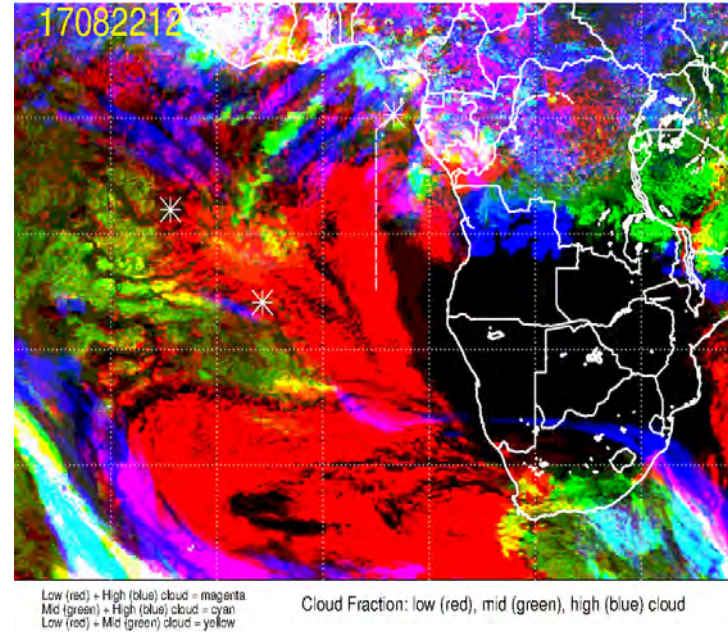 17082212
Low (red) + High (blue) cloud = magenta
Mid (green) + High (blue) cloud = cyan
Low (red) + Mid (green) cloud = yellow
Cloud Fraction: low (red), mid (green), high (blue) cloud